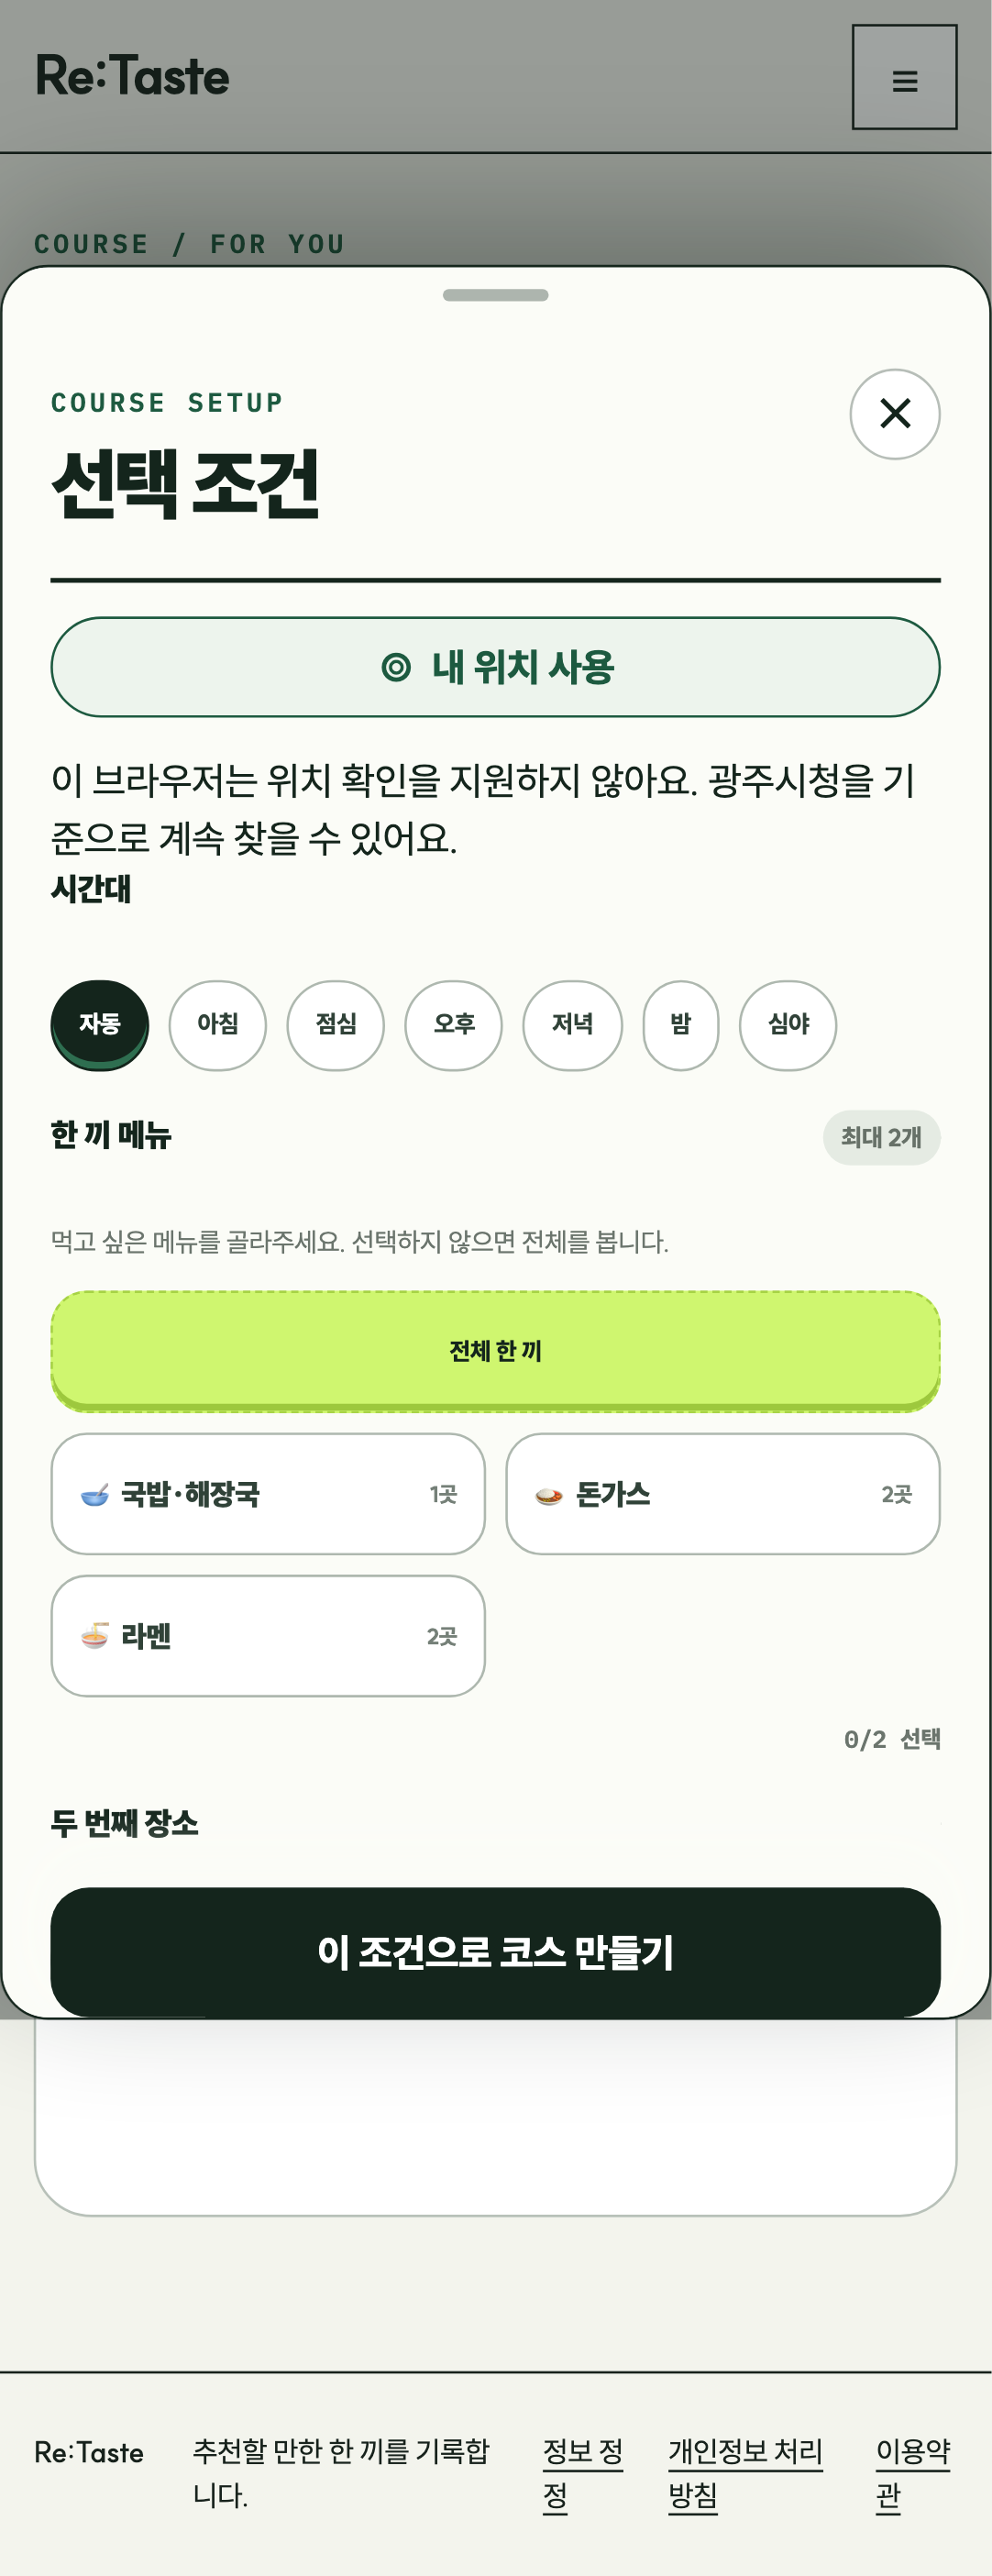 Re:Taste
COURSE / FOR YOU
COURSE SETUP
선택 조건
◎ 내 위치 사용
이 브라우저는 위치 확인을 지원하지 않아요. 광주시청을 기
준으로 계속 찾을 수 있어요.
시간대
자동 아침 점심 오후 저녁 밤 심야
한 끼 메뉴 최대 2개
먹고 싶은 메뉴를 골라주세요. 선택하지 않으면 전체를 봅니다.
전체 한 끼
국밥·해장국 1곳 돈가스 2곳
라멘 2곳
0/2 선택
두 번째 장소
이 조건으로 코스 만들기
Re:Taste 추천할 만한 한 끼를 기록합 정보 정 개인정보 처리 이용약
니다. 정 방침 관